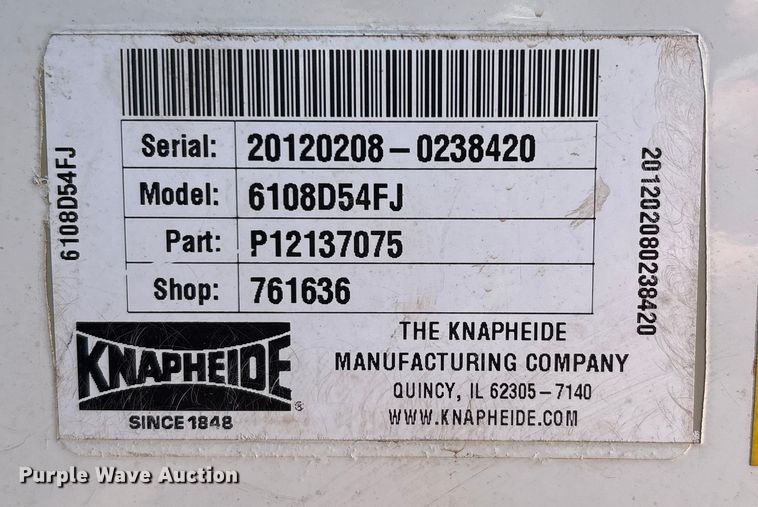 6108D54FJ
Serial: 20120208-0238420
Model: 6108D54FJ
Part: P12137075
Shop: 761636
201202080238420
KNAPHEIDE ®
SINCE 1848
THE KNAPHEIDE
MANUFACTURING COMPANY
QUINCY, IL 62305-7140
WWW.KNAPHEIDE.COM
Purple Wave Auction